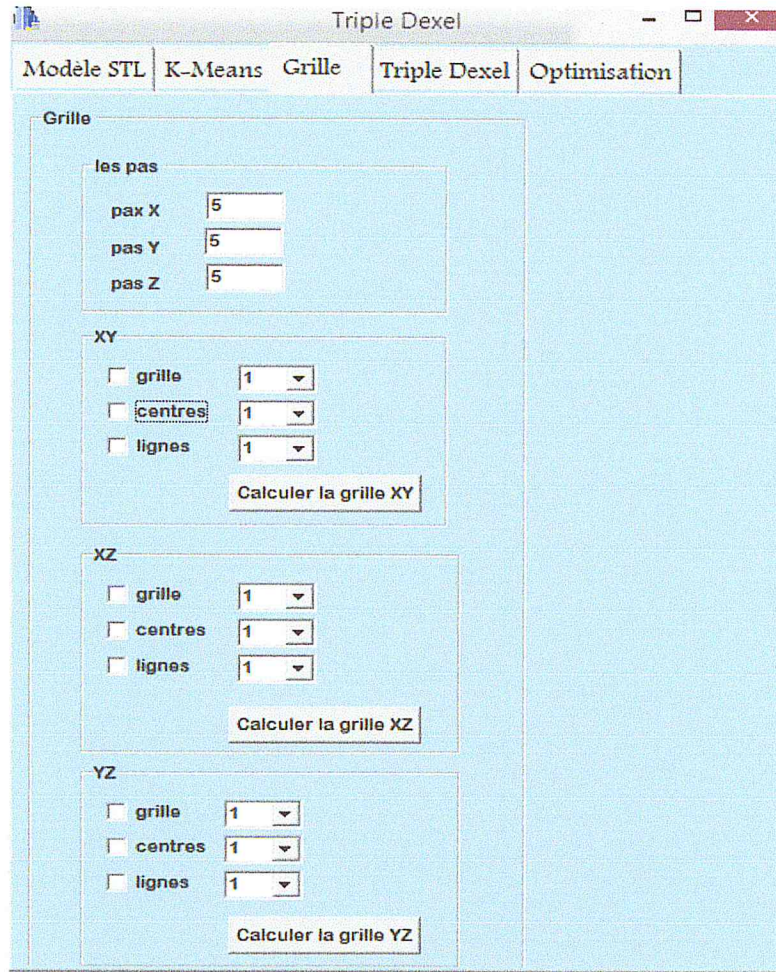 Triple Dexel
Modèle STL K-Means Grille Triple Dexel Optimisation
Grille
les pas
pax X 5
pas Y 5
pas Z 5
XY
grille 1
centres 1
lignes 1
Calculer la grille XY
XZ
grille 1
centres 1
lignes 1
Calculer la grille XZ
YZ
grille 1
centres 1
lignes 1
Calculer la grille YZ